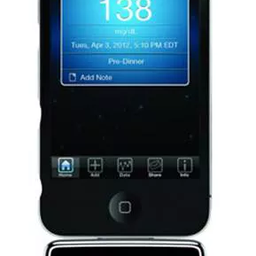 138
mg/dL
Tues, Apr 3, 2012, 5:10 PM EDT
Pre-Dinner
Add Note
Home
Add
Data
Share
Info